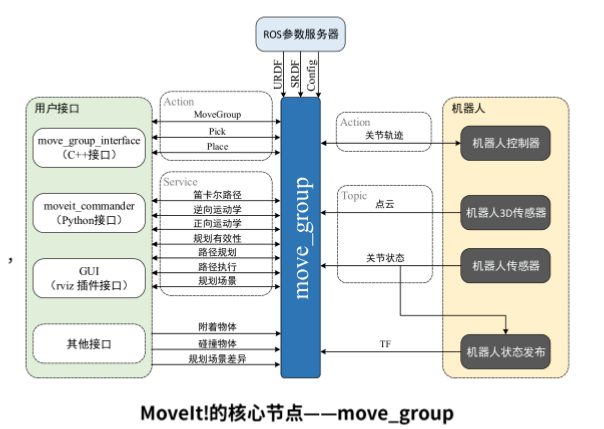 ROS参数服务器
URDF
SRDF
Config
用户接口
move_group_interface
（C++接口）
moveit_commander
（Python接口）
GUI
（rviz 插件接口）
其他接口
Action
MoveGroup
Pick
Place
Service
笛卡尔路径
逆向运动学
正向运动学
规划有效性
路径规划
路径执行
规划场景
附着物体
碰撞物体
规划场景差异
move_group
Action
关节轨迹
Topic
点云
关节状态
TF
机器人
机器人控制器
机器人3D传感器
机器人传感器
机器人状态发布
，
MoveIt!的核心节点——move_group